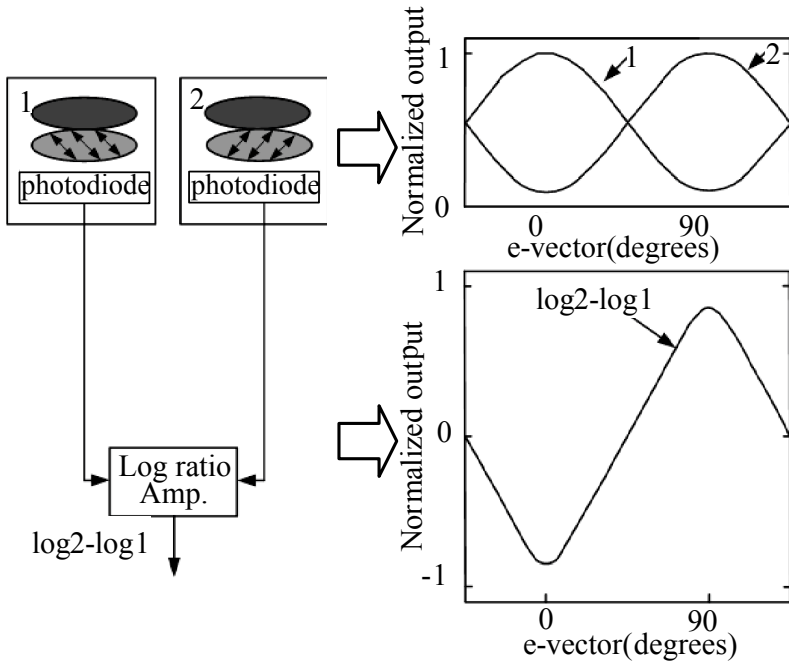 1
photodiode
2
photodiode
Log ratio
Amp.
log2-log1
Normalized output
1
0
1
2
0
90
e-vector(degrees)
Normalized output
1
0
-1
log2-log1
0
90
e-vector(degrees)